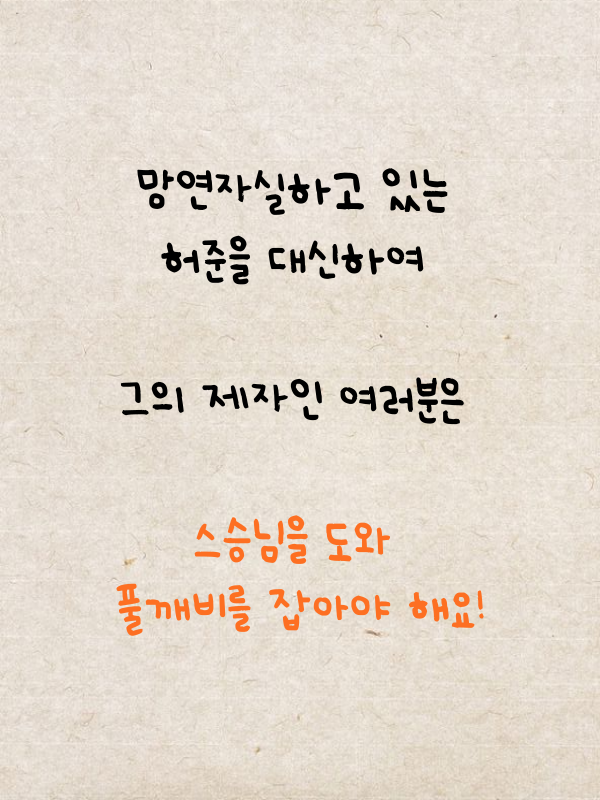 망연자실하고 있는
허준을 대신하여
그의 제자인 여러분은
스승님을 도와
풀깨비를 잡아야 해요!